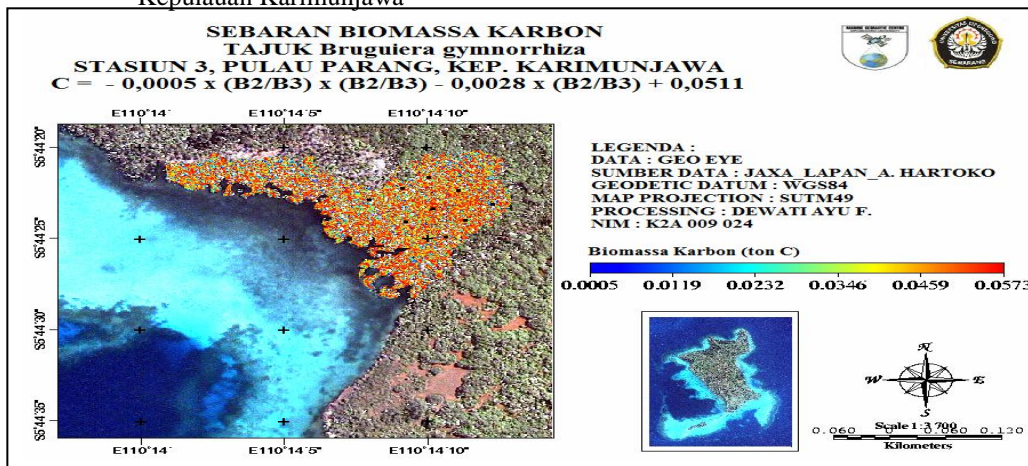 Kepulauan Karimunjawa
SEBARAN BIOMASSA KARBON
TAJUK Bruguiera gymnorrhiza
STASIUN 3, PULAU PARANG, KEP. KARIMUNJAWA
C = - 0,0005 x (B2/B3) x (B2/B3) - 0,0028 x (B2/B3) + 0,0511
E110°14' E110°14'5" E110°14'10"
S5°44'20"
S5°44'25"
S5°44'30"
S5°44'35"
E110°14' E110°14'5" E110°14'10"
LEGENDA :
DATA : GEO EYE
SUMBER DATA : JAXA_LAPAN_A. HARTOKO
GEODETIC DATUM : WGS84
MAP PROJECTION : SUTM49
PROCESSING : DEWATI AYU F.
NIM : K2A 009 024
Biomassa Karbon (ton C)
0.0005 0.0119 0.0232 0.0346 0.0459 0.0573
N
W E
S
Scale 1:3 700
0.060 0 0.060 0.120
Kilometers
UNIVERSITAS DIPONEGORO
SEMARANG